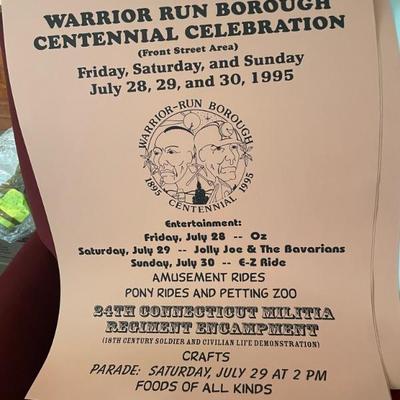 WARRIOR RUN BOROUGH
CENTENNIAL CELEBRATION
(Front Street Area)
Friday, Saturday, and Sunday
July 28, 29, and 30, 1995
WARRIOR-RUN BOROUGH
1895 CENTENNIAL 1995
Entertainment:
Friday, July 28 -- Oz
Saturday, July 29 -- Jolly Joe & The Bavarians
Sunday, July 30 -- E-Z Ride
AMUSEMENT RIDES
PONY RIDES AND PETTING ZOO
24TH CONNECTICUT MILITIA
REGIMENT ENCAMPMENT
(18TH CENTURY SOLDIER AND CIVILIAN LIFE DEMONSTRATION)
CRAFTS
PARADE: SATURDAY, JULY 29 AT 2 PM
FOODS OF ALL KINDS